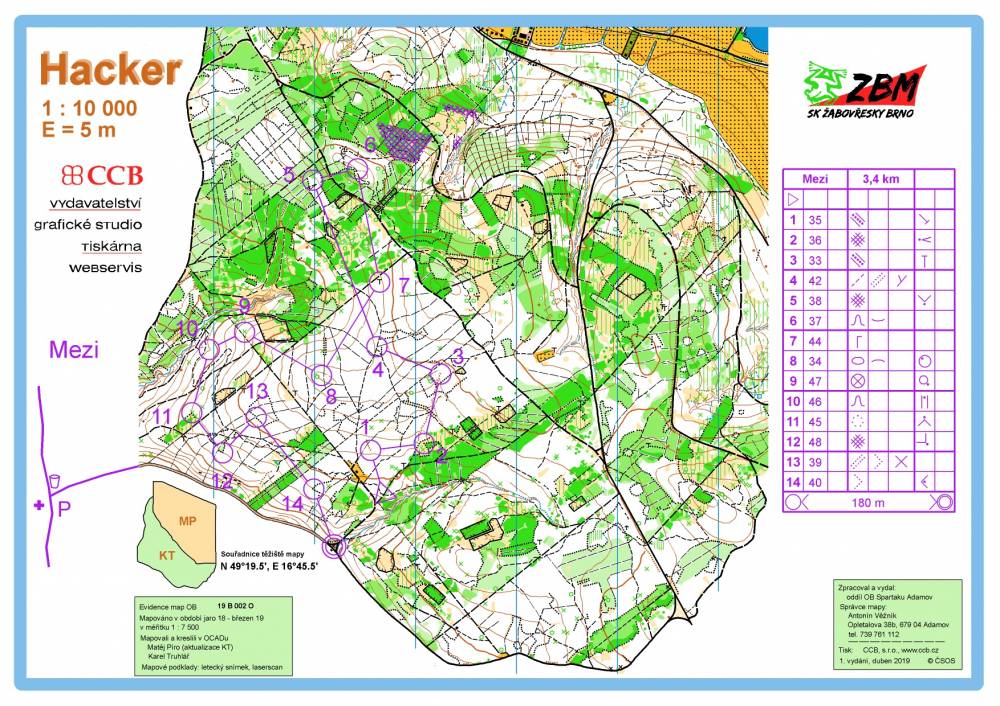 Hacker
1 : 10 000
E = 5 m
CCB
vydavatelství
grafické studio
tiskárna
webservis
Mezi
P
ZBM
SK ŽABOVŘESKY BRNO
Mezi 3,4 km
1 35
2 36
3 33
4 42
5 38
6 37
7 44
8 34
9 47
10 46
11 45
12 48
13 39
14 40
180 m
5
6
7
9
10
4
3
8
13
11
1
2
12
14
MP
KT
Souřadnice těžiště mapy
N 49°19.5', E 16°45.5'
Evidence map OB 19 B 002 O
Mapováno v období jaro 18 - březen 19
v měřítku 1 : 7 500
Mapovali a kreslili v OCADu
Matěj Piro (aktualizace KT)
Karel Truhlář
Mapové podklady: letecký snímek, laserscan
Zpracoval a vydal:
oddíl OB Spartaku Adamov
Správce mapy:
Antonín Věžník
Opletalova 38b, 679 04 Adamov
tel. 739 761 112
Tisk: CCB, s.r.o., www.ccb.cz
1. vydání, duben 2019 © ČSOS